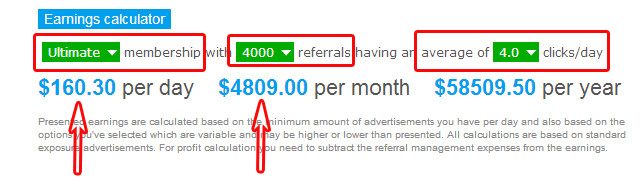 Earnings calculator
Ultimate membership with 4000 referrals having an average of 4.0 clicks/day
$160.30 per day $4809.00 per month $58509.50 per year
Presented earnings are calculated based on the minimum amount of advertisements you have per day and also based on the
options you've selected which are variable and may be higher or lower than presented. All calculations are based on standard
exposure advertisements. For profit calculation you need to subtract the referral management expenses from the earnings.